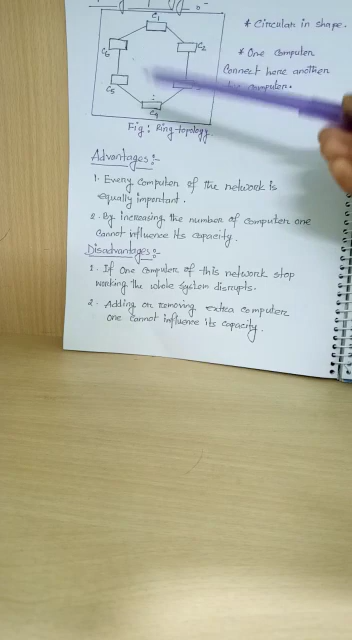 C1
* Circular in shape.
C6
C2
* One Computer
Connect here another
computer.
C5
C4
Fig: Ring topology
Advantages:-
1. Every Computer of the network is
equally important.
2. By increasing the number of computer one
cannot influence its capacity.
Disadvantages:-
1. If one computer of this network stop
working the whole system disrupts.
2. Adding or removing extra computer
one cannot influence its capacity.